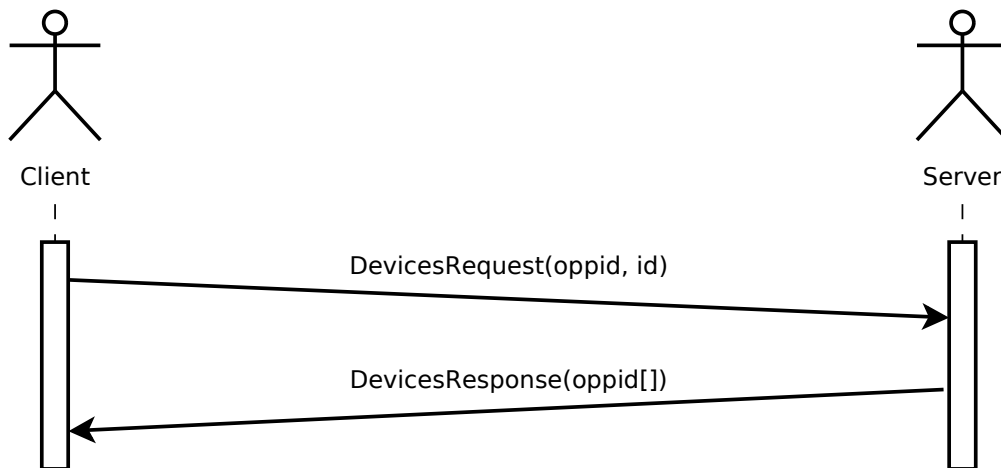 Client
Server
DevicesRequest(oppid, id)
DevicesResponse(oppid[])